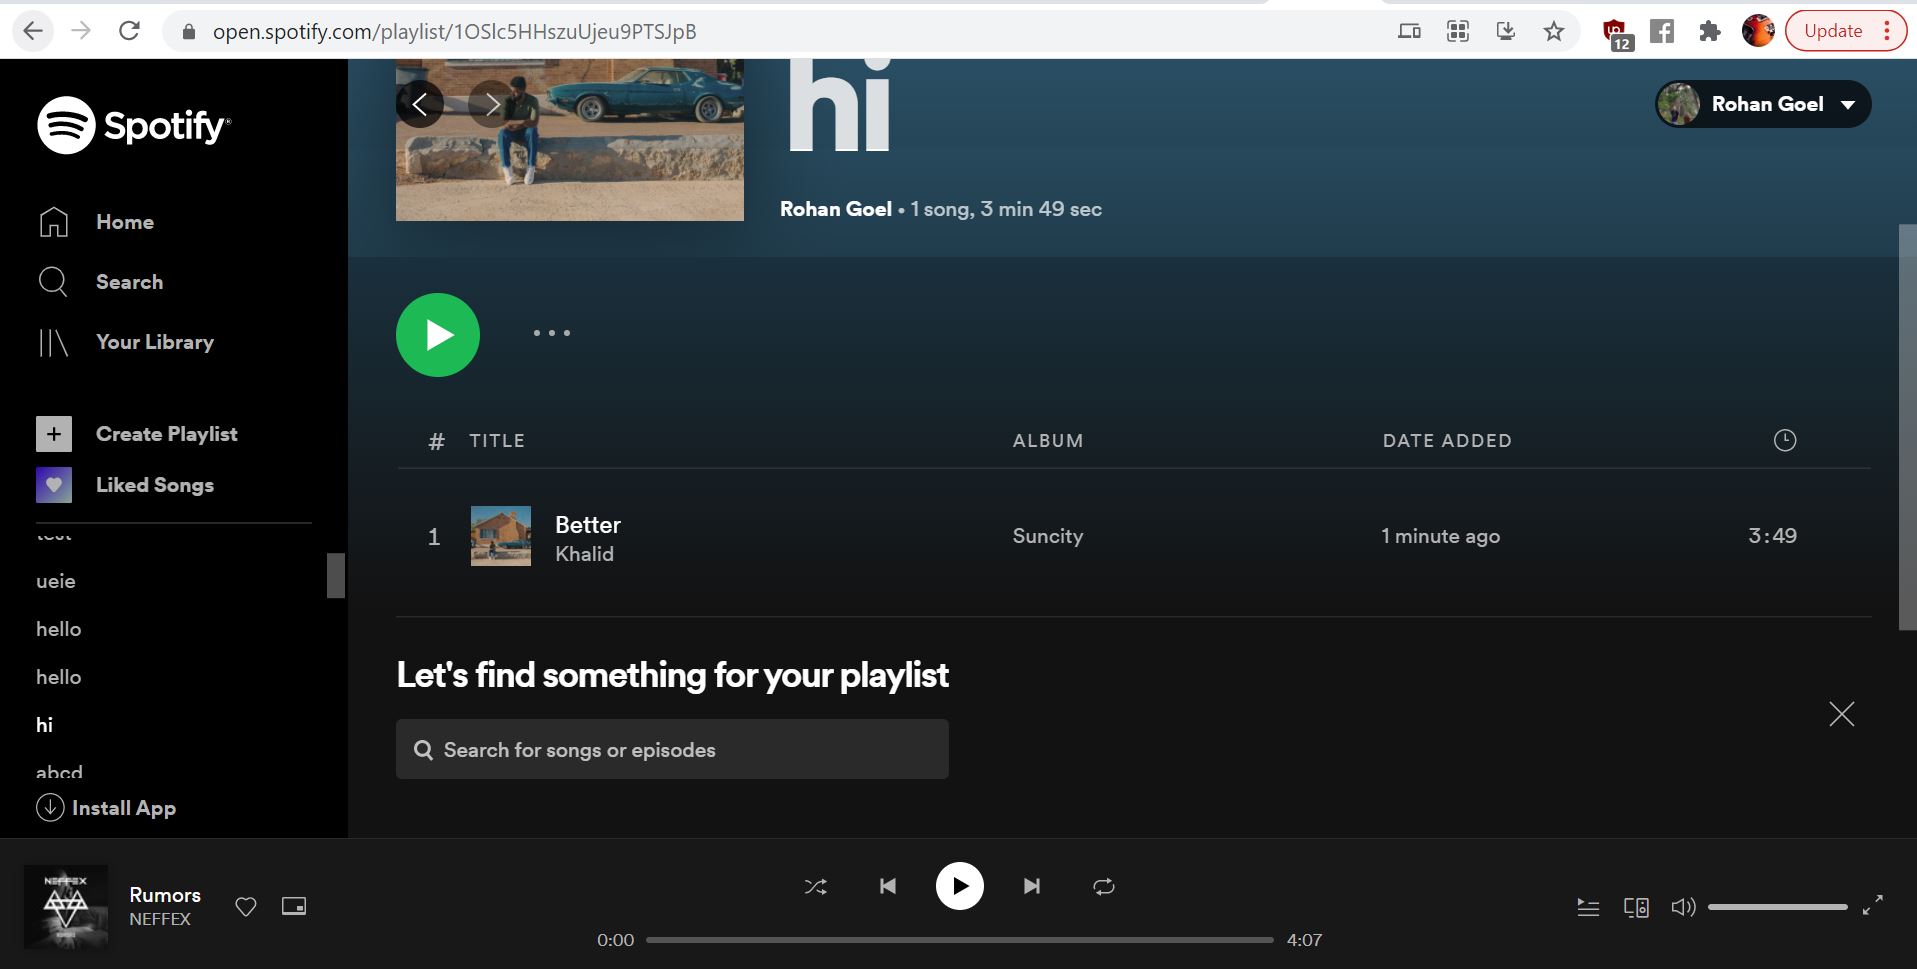 open.spotify.com/playlist/1OSlc5HHszuUjeu9PTSJpB
12
Update
Spotify
Home
Search
Your Library
Create Playlist
Liked Songs
test
ueie
hello
hello
hi
abcd
Install App
hi
Rohan Goel
Rohan Goel • 1 song, 3 min 49 sec
# TITLE ALBUM DATE ADDED
1 Better Suncity 1 minute ago 3:49
Khalid
Let's find something for your playlist
Search for songs or episodes
NEFFEX
Rumors
NEFFEX
0:00 4:07